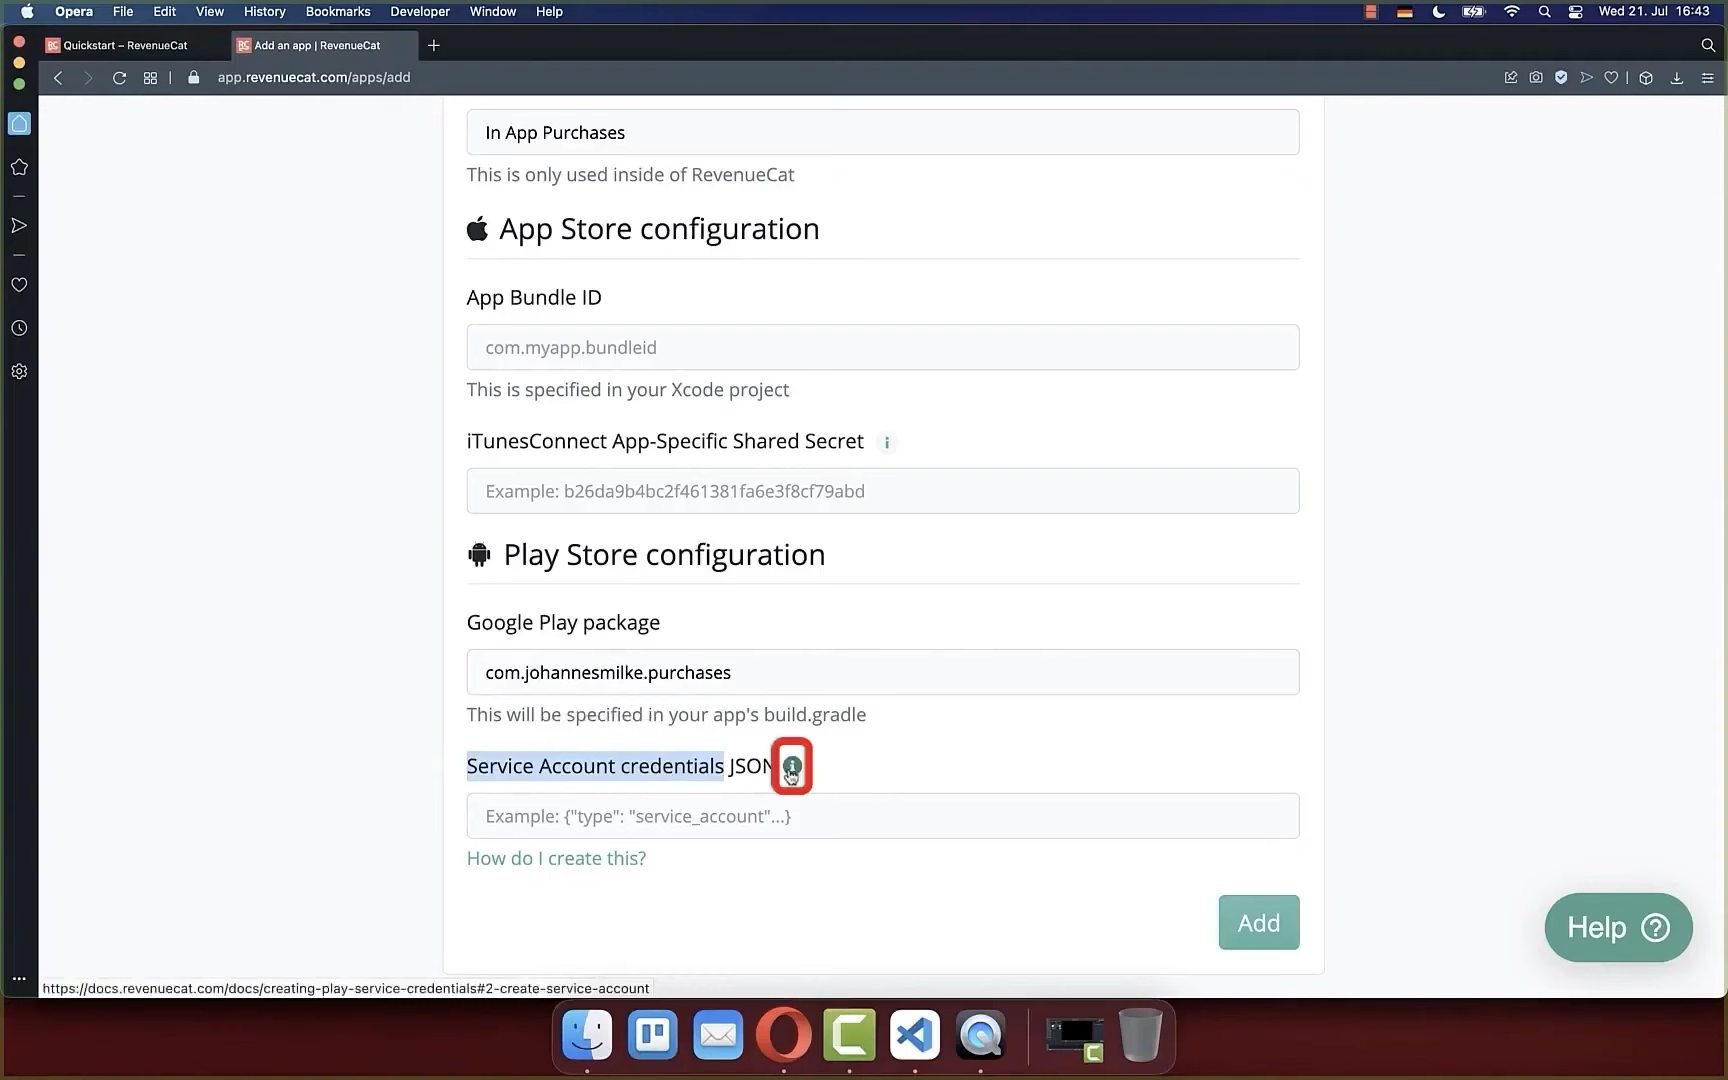 Opera File Edit View History Bookmarks Developer Window Help Wed 21. Jul 16:43
Quickstart – RevenueCat Add an app | RevenueCat
app.revenuecat.com/apps/add
In App Purchases
This is only used inside of RevenueCat
App Store configuration
App Bundle ID
com.myapp.bundleid
This is specified in your Xcode project
iTunesConnect App-Specific Shared Secret
Example: b26da9b4bc2f461381fa6e3f8cf79abd
Play Store configuration
Google Play package
com.johannesmilke.purchases
This will be specified in your app's build.gradle
Service Account credentials JSON
Example: {"type": "service_account"...}
How do I create this?
Add
Help
https://docs.revenuecat.com/docs/creating-play-service-credentials#2-create-service-account